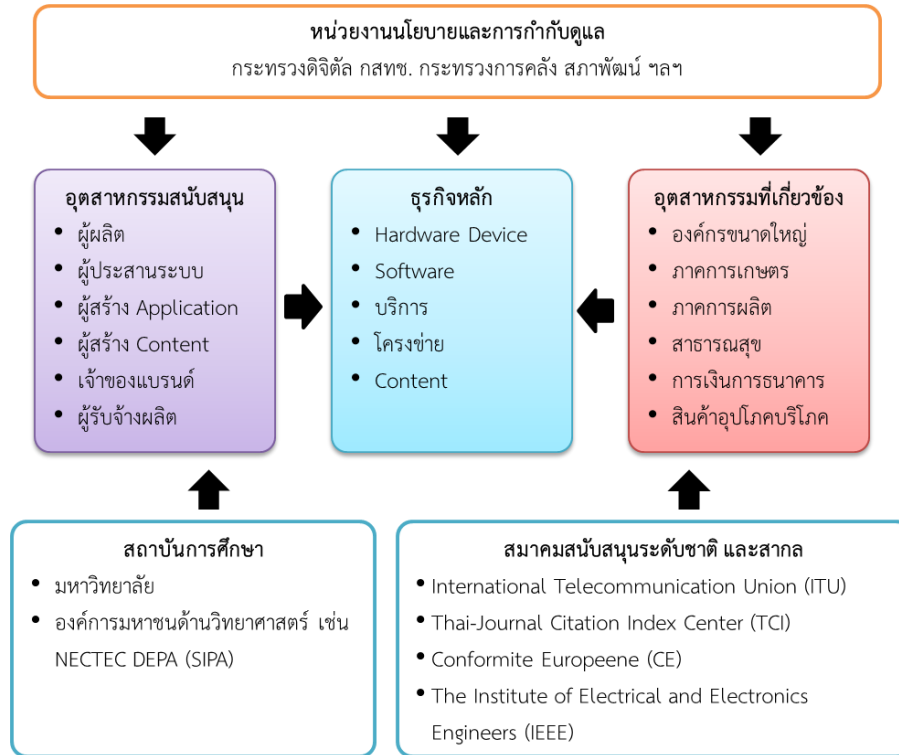 หน่วยงานนโยบายและการกำกับดูแล
กระทรวงดิจิตัล กสทช. กระทรวงการคลัง สภาพัฒน์ ฯลฯ
อุตสาหกรรมสนับสนุน
• ผู้ผลิต
• ผู้ประสานระบบ
• ผู้สร้าง Application
• ผู้สร้าง Content
• เจ้าของแบรนด์
• ผู้รับจ้างผลิต
ธุรกิจหลัก
• Hardware Device
• Software
• บริการ
• โครงข่าย
• Content
อุตสาหกรรมที่เกี่ยวข้อง
• องค์กรขนาดใหญ่
• ภาคการเกษตร
• ภาคการผลิต
• สาธารณสุข
• การเงินการธนาคาร
• สินค้าอุปโภคบริโภค
สถาบันการศึกษา
• มหาวิทยาลัย
• องค์การมหาชนด้านวิทยาศาสตร์ เช่น
NECTEC DEPA (SIPA)
สมาคมสนับสนุนระดับชาติ และสากล
• International Telecommunication Union (ITU)
• Thai-Journal Citation Index Center (TCI)
• Conformite Europeene (CE)
• The Institute of Electrical and Electronics
Engineers (IEEE)